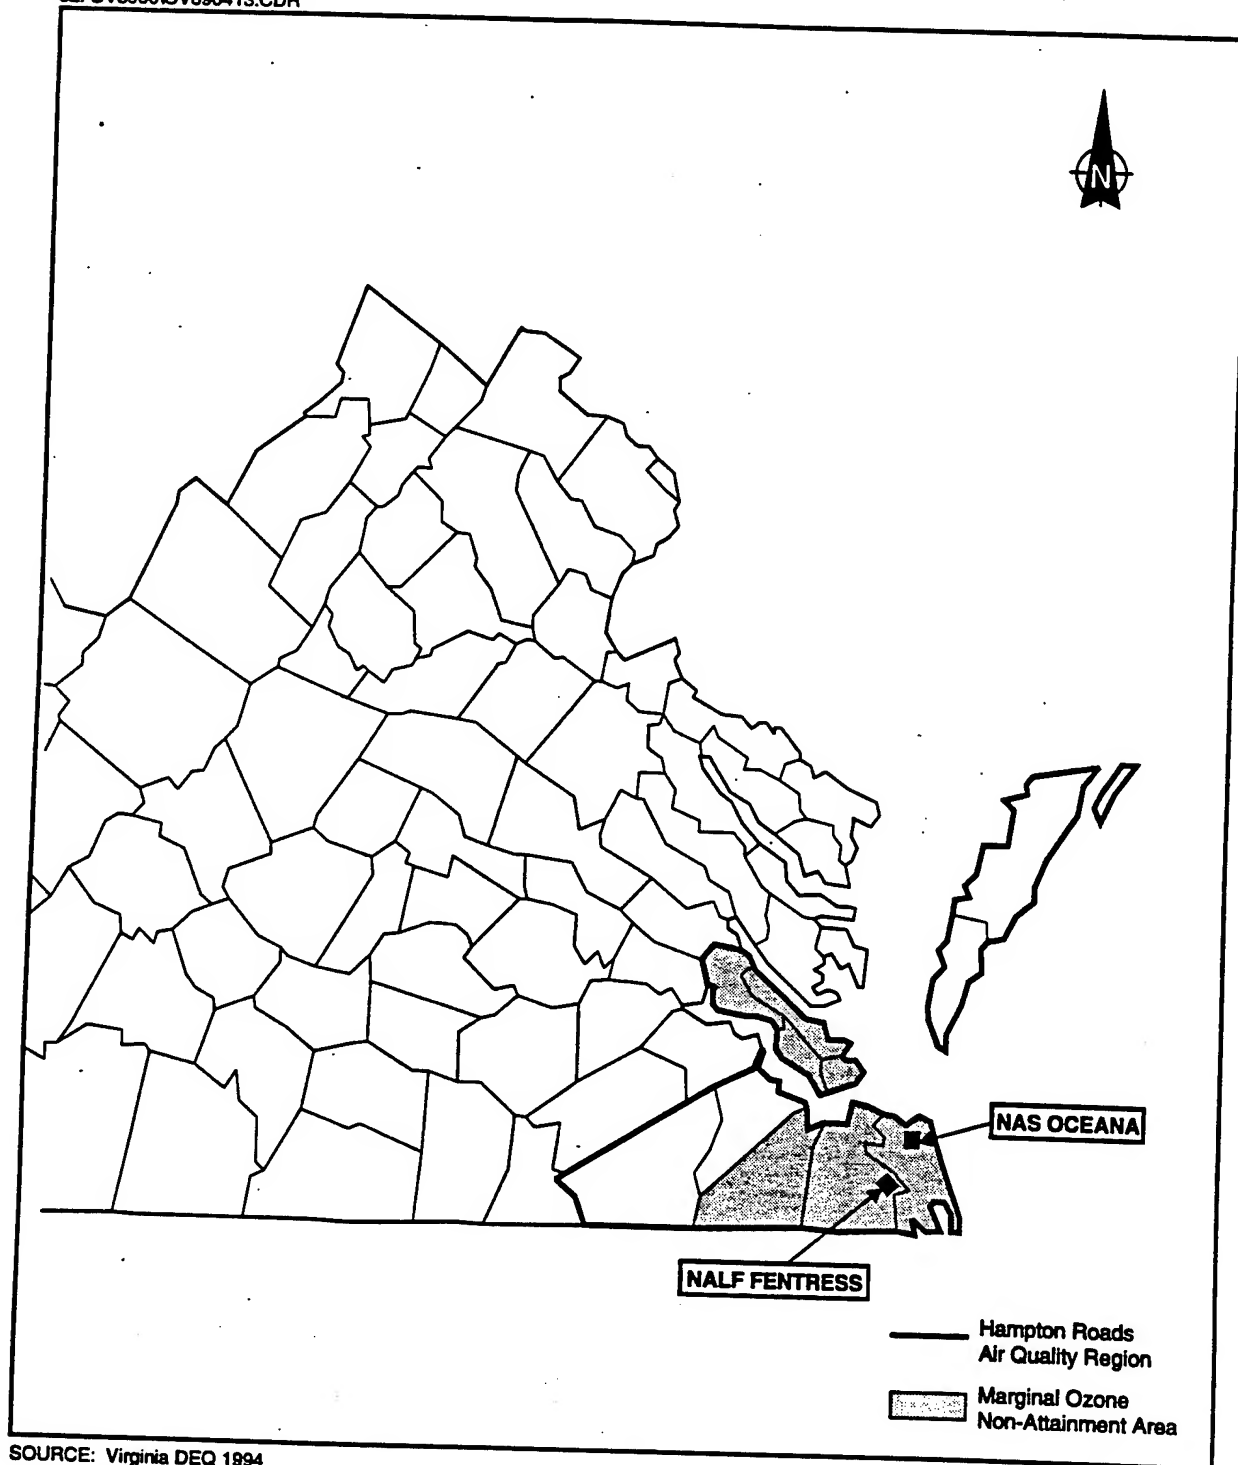 N
NAS OCEANA
NALF FENTRESS
Hampton Roads
Air Quality Region
Marginal Ozone
Non-Attainment Area
SOURCE: Virginia DEQ 1994